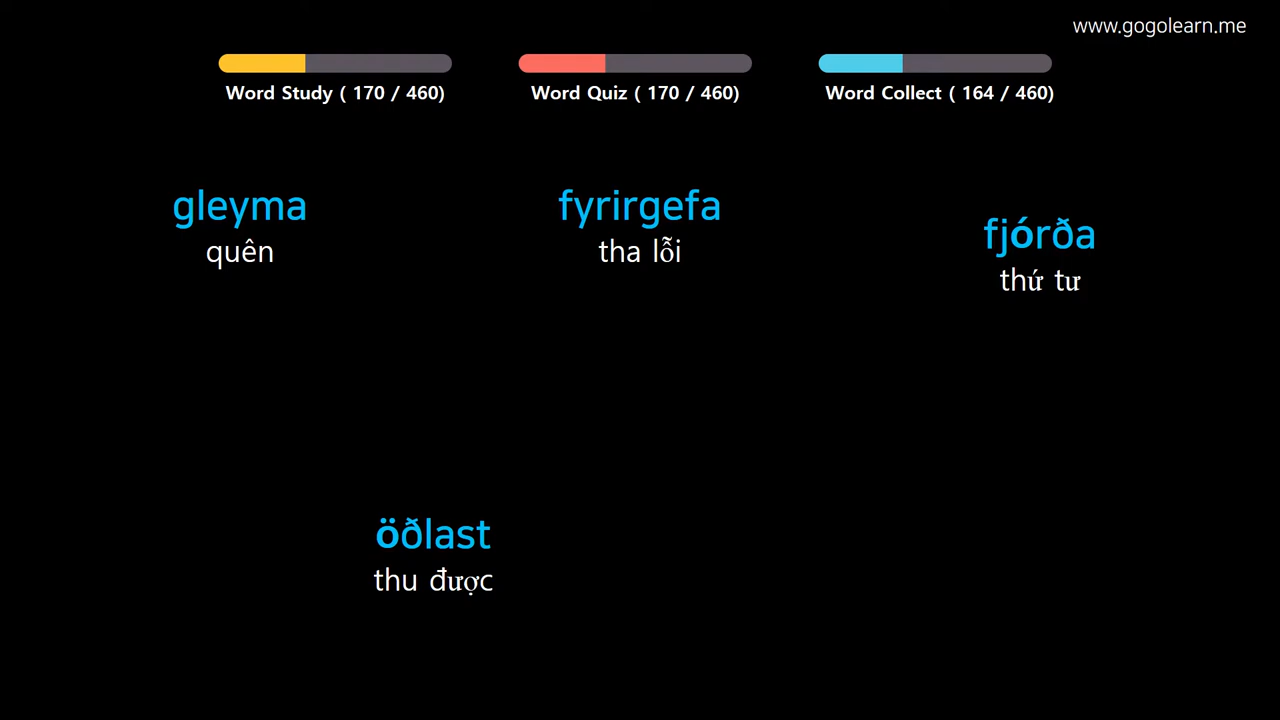 www.gogolearn.me
Word Study ( 170 / 460)
Word Quiz ( 170 / 460)
Word Collect ( 164 / 460)
gleyma
quên
fyrirgefa
tha lỗi
fjórða
thứ tư
öðlast
thu được